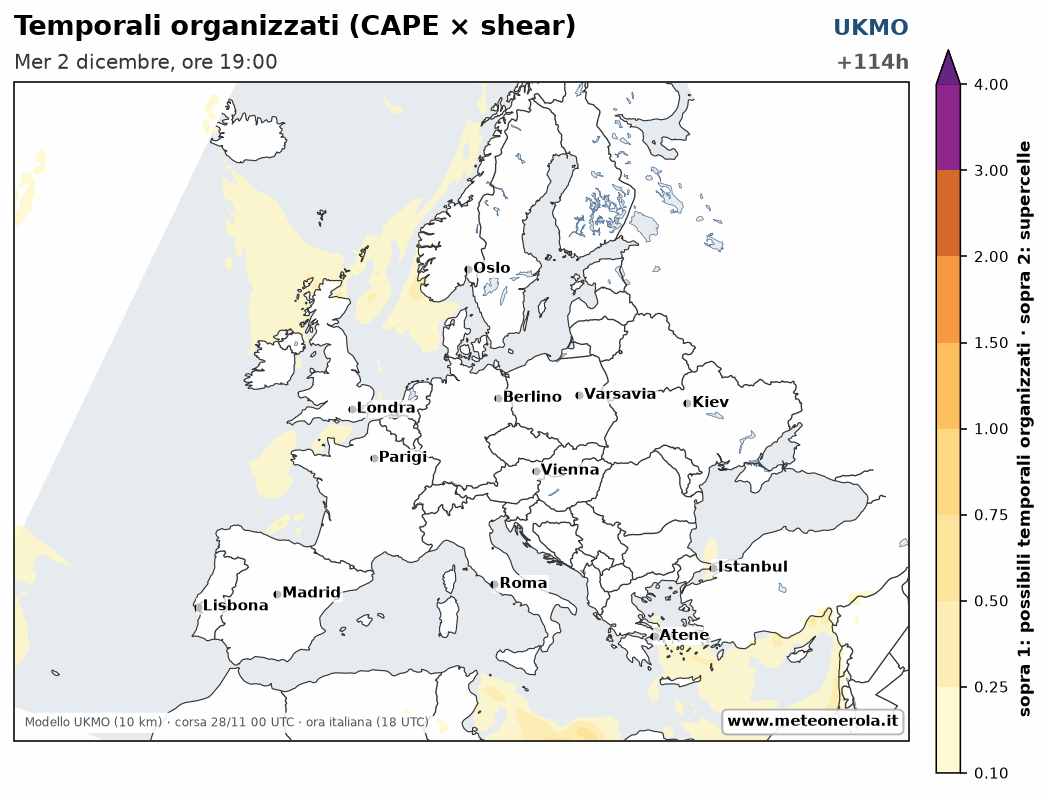 Temporali organizzati (CAPE × shear)
UKMO
Mer 2 dicembre, ore 19:00
+114h
Oslo
Berlino
Varsavia
Kiev
Londra
Parigi
Vienna
Istanbul
Roma
Madrid
Lisbona
Atene
Modello UKMO (10 km) · corsa 28/11 00 UTC · ora italiana (18 UTC)
www.meteonerola.it
4.00
3.00
2.00
1.50
1.00
0.75
0.50
0.25
0.10
sopra 1: possibili temporali organizzati · sopra 2: supercelle